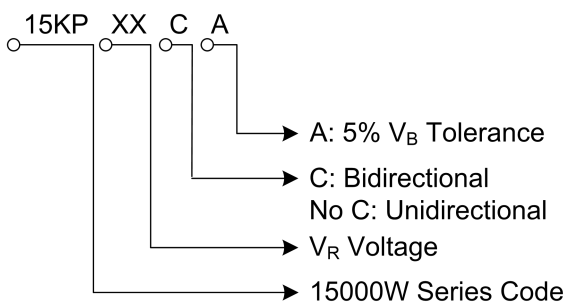 15KP XX C A
A: 5% VB Tolerance
C: Bidirectional
No C: Unidirectional
VR Voltage
15000W Series Code